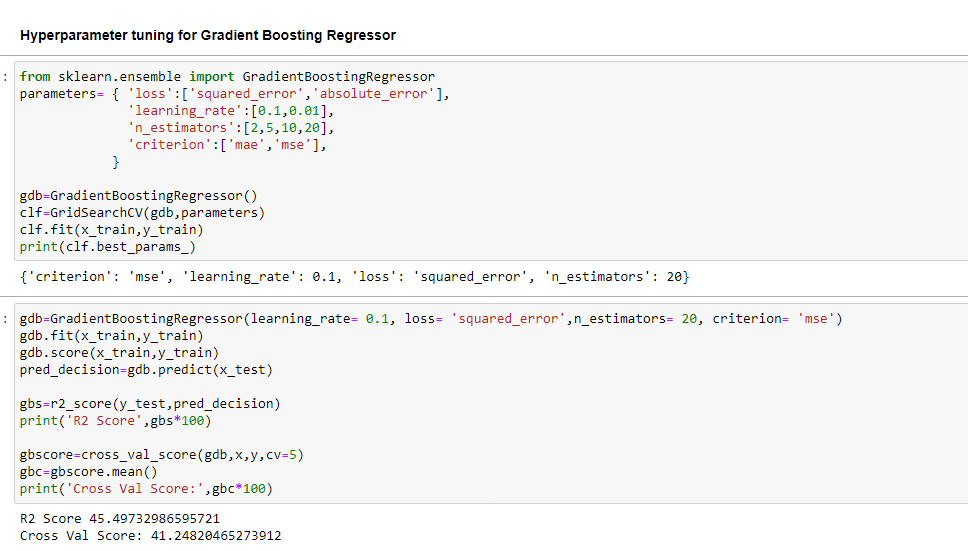 Hyperparameter tuning for Gradient Boosting Regressor
: from sklearn.ensemble import GradientBoostingRegressor
parameters= { 'loss':['squared_error','absolute_error'],
'learning_rate':[0.1,0.01],
'n_estimators':[2,5,10,20],
'criterion':['mae','mse'],
}
gdb=GradientBoostingRegressor()
clf=GridSearchCV(gdb,parameters)
clf.fit(x_train,y_train)
print(clf.best_params_)
{'criterion': 'mse', 'learning_rate': 0.1, 'loss': 'squared_error', 'n_estimators': 20}
: gdb=GradientBoostingRegressor(learning_rate= 0.1, loss= 'squared_error',n_estimators= 20, criterion= 'mse')
gdb.fit(x_train,y_train)
gdb.score(x_train,y_train)
pred_decision=gdb.predict(x_test)
gbs=r2_score(y_test,pred_decision)
print('R2 Score',gbs*100)
gbscore=cross_val_score(gdb,x,y,cv=5)
gbc=gbscore.mean()
print('Cross Val Score:',gbc*100)
R2 Score 45.49732986595721
Cross Val Score: 41.24820465273912